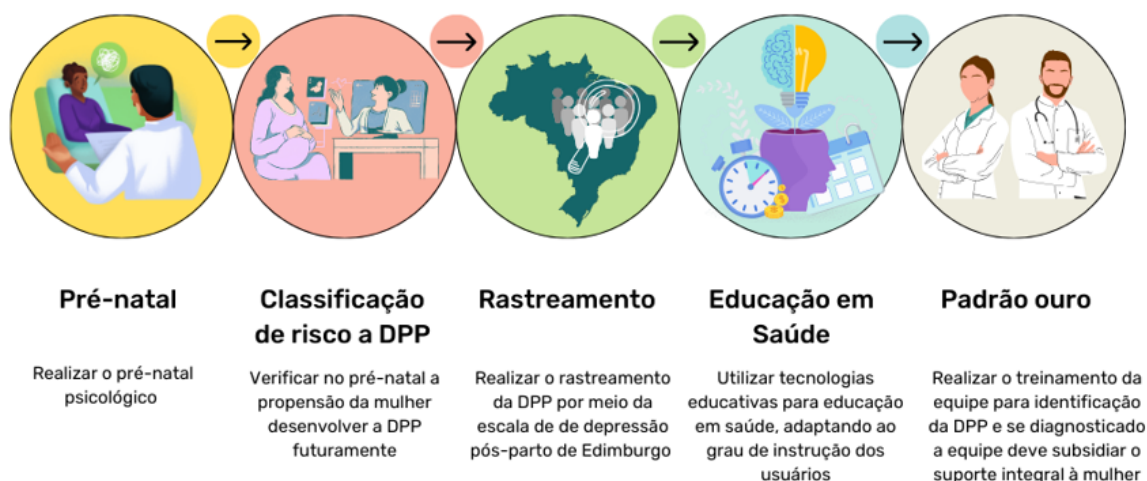 Pré-natal
Realizar o pré-natal
psicológico
Classificação
de risco a DPP
Verificar no pré-natal a
propensão da mulher
desenvolver a DPP
futuramente
Rastreamento
Realizar o rastreamento
da DPP por meio da
escala de de depressão
pós-parto de Edimburgo
Educação em
Saúde
Utilizar tecnologias
educativas para educação
em saúde, adaptando ao
grau de instrução dos
usuários
Padrão ouro
Realizar o treinamento da
equipe para identificação
da DPP e se diagnosticado
a equipe deve subsidiar o
suporte integral à mulher